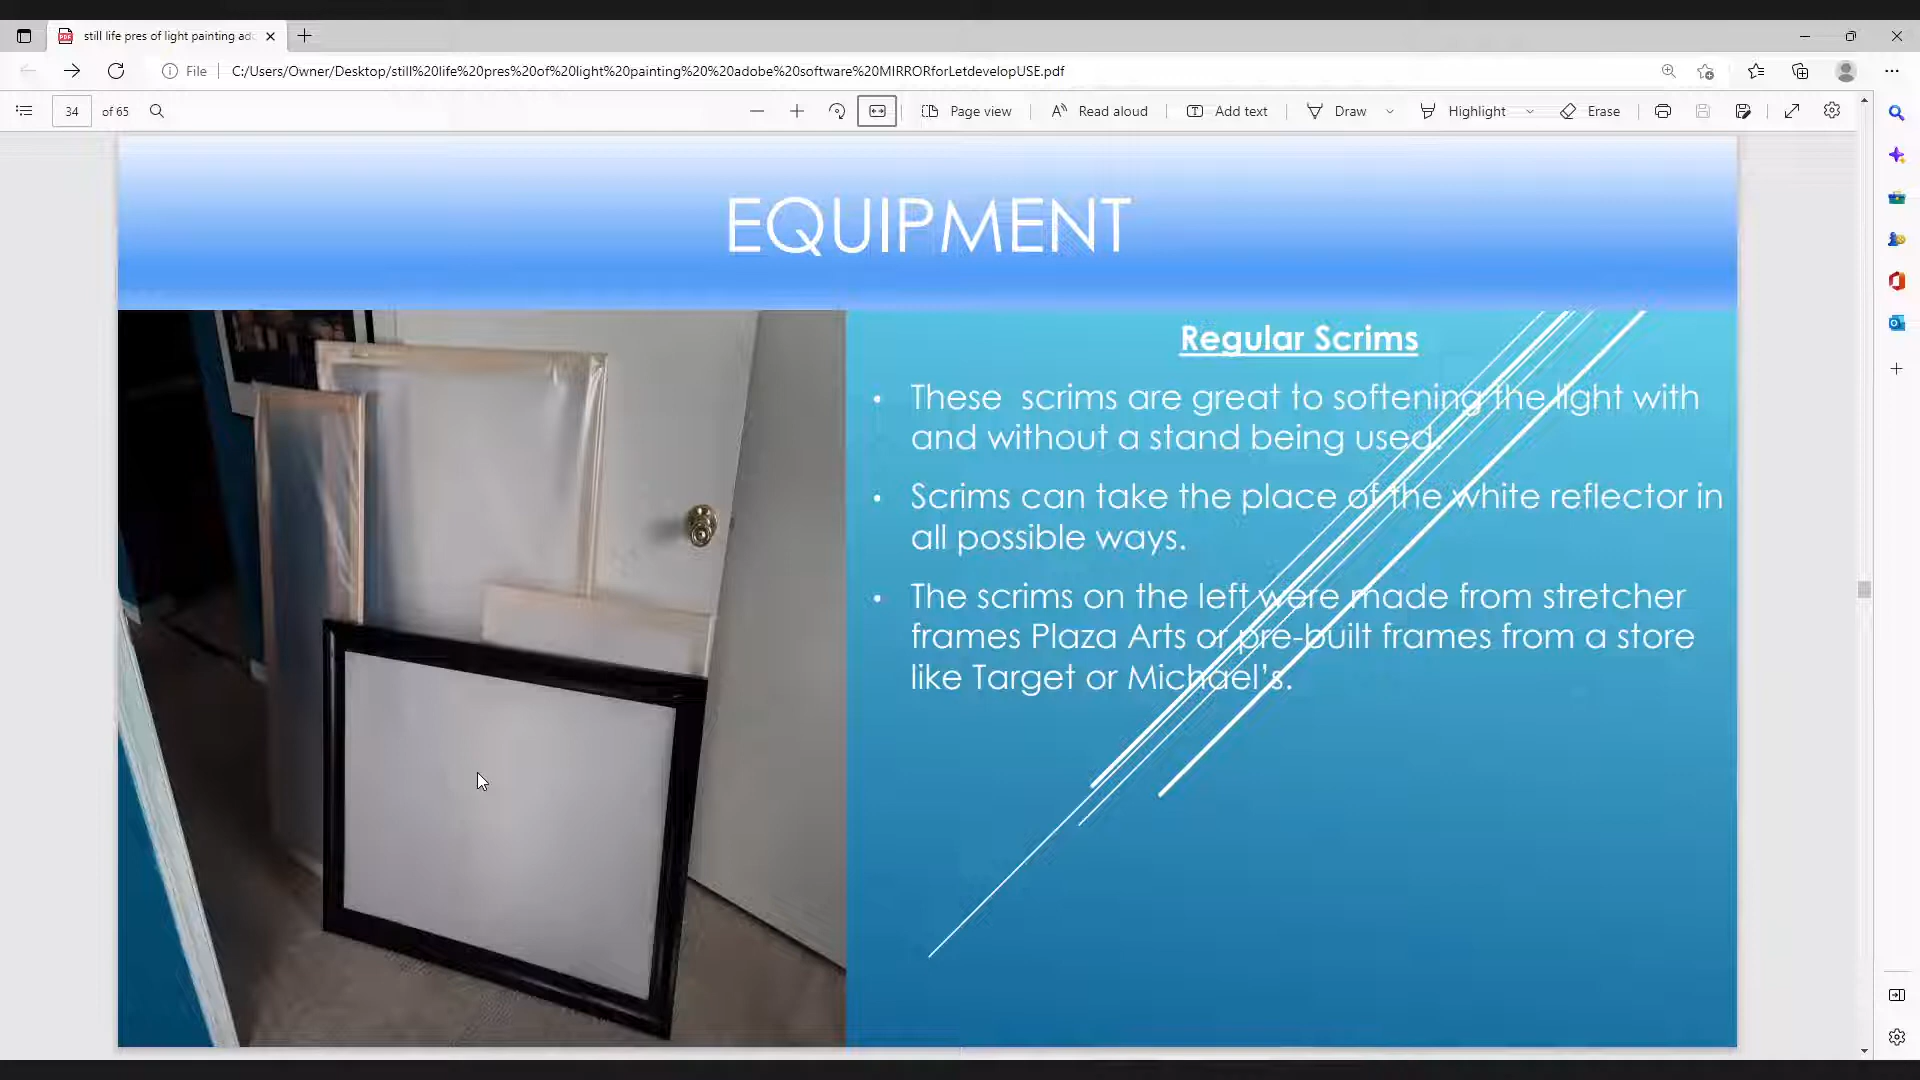 still life pres of light painting ado
File
C:/Users/Owner/Desktop/still%20life%20pres%20of%20light%20painting%20%20adobe%20software%20MIRRORforLetdevelopUSE.pdf
34 of 65
Page view
Read aloud
Add text
Draw
Highlight
Erase
EQUIPMENT
Regular Scrims
• These  scrims are great to softening the light with
and without a stand being used.
• Scrims can take the place of the white reflector in
all possible ways.
• The scrims on the left were made from stretcher
frames Plaza Arts or pre-built frames from a store
like Target or Michael’s.